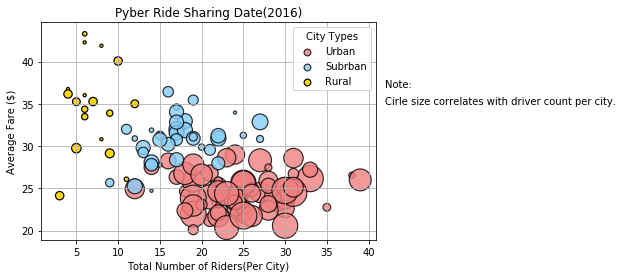 Pyber Ride Sharing Date(2016)
City Types
Urban
Subrban
Rural
Note:
Cirle size correlates with driver count per city.
Average Fare ($)
40
35
30
25
20
5 10 15 20 25 30 35 40
Total Number of Riders(Per City)